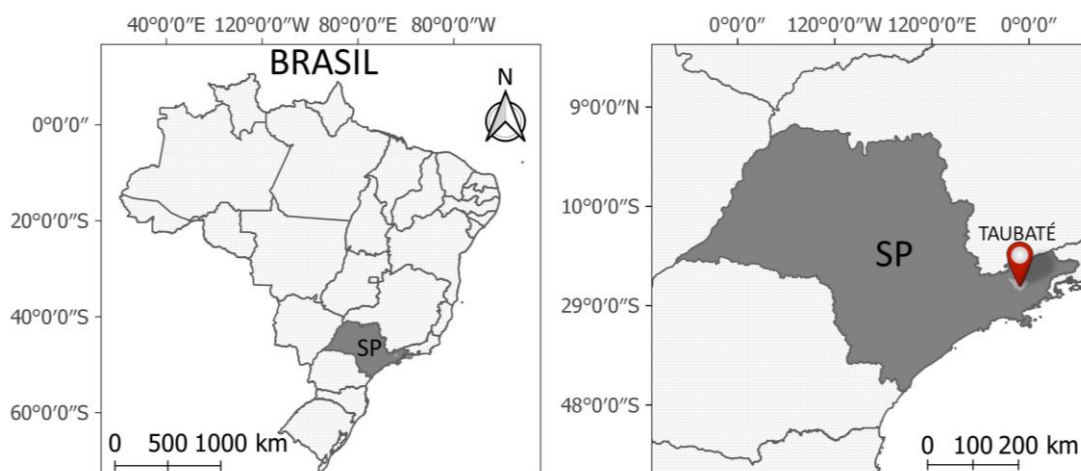 40°0'0″E 120°0'0″E 80°0'0″W 80°0'0″W
BRASIL
N
0°0'0″
20°0'0″S
40°0'0″S
60°0'0″S
SP
0 500 1000 km
0°0'0″ 120°0'0″W 120°0'0″E 0°0'0″
9°0'0″N
10°0'0″S
29°0'0″S
48°0'0″S
SP
TAUBATÉ
0 100 200 km